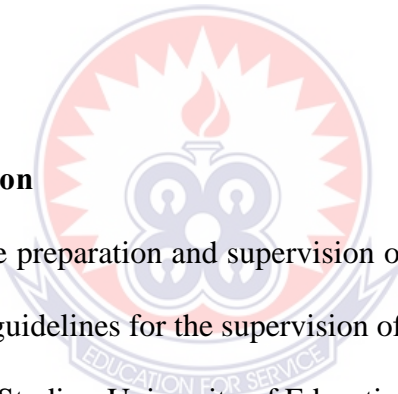 on
e preparation and supervision o
guidelines for the supervision of
EDUCATION FOR SERVICE
Studies, University of Educatio